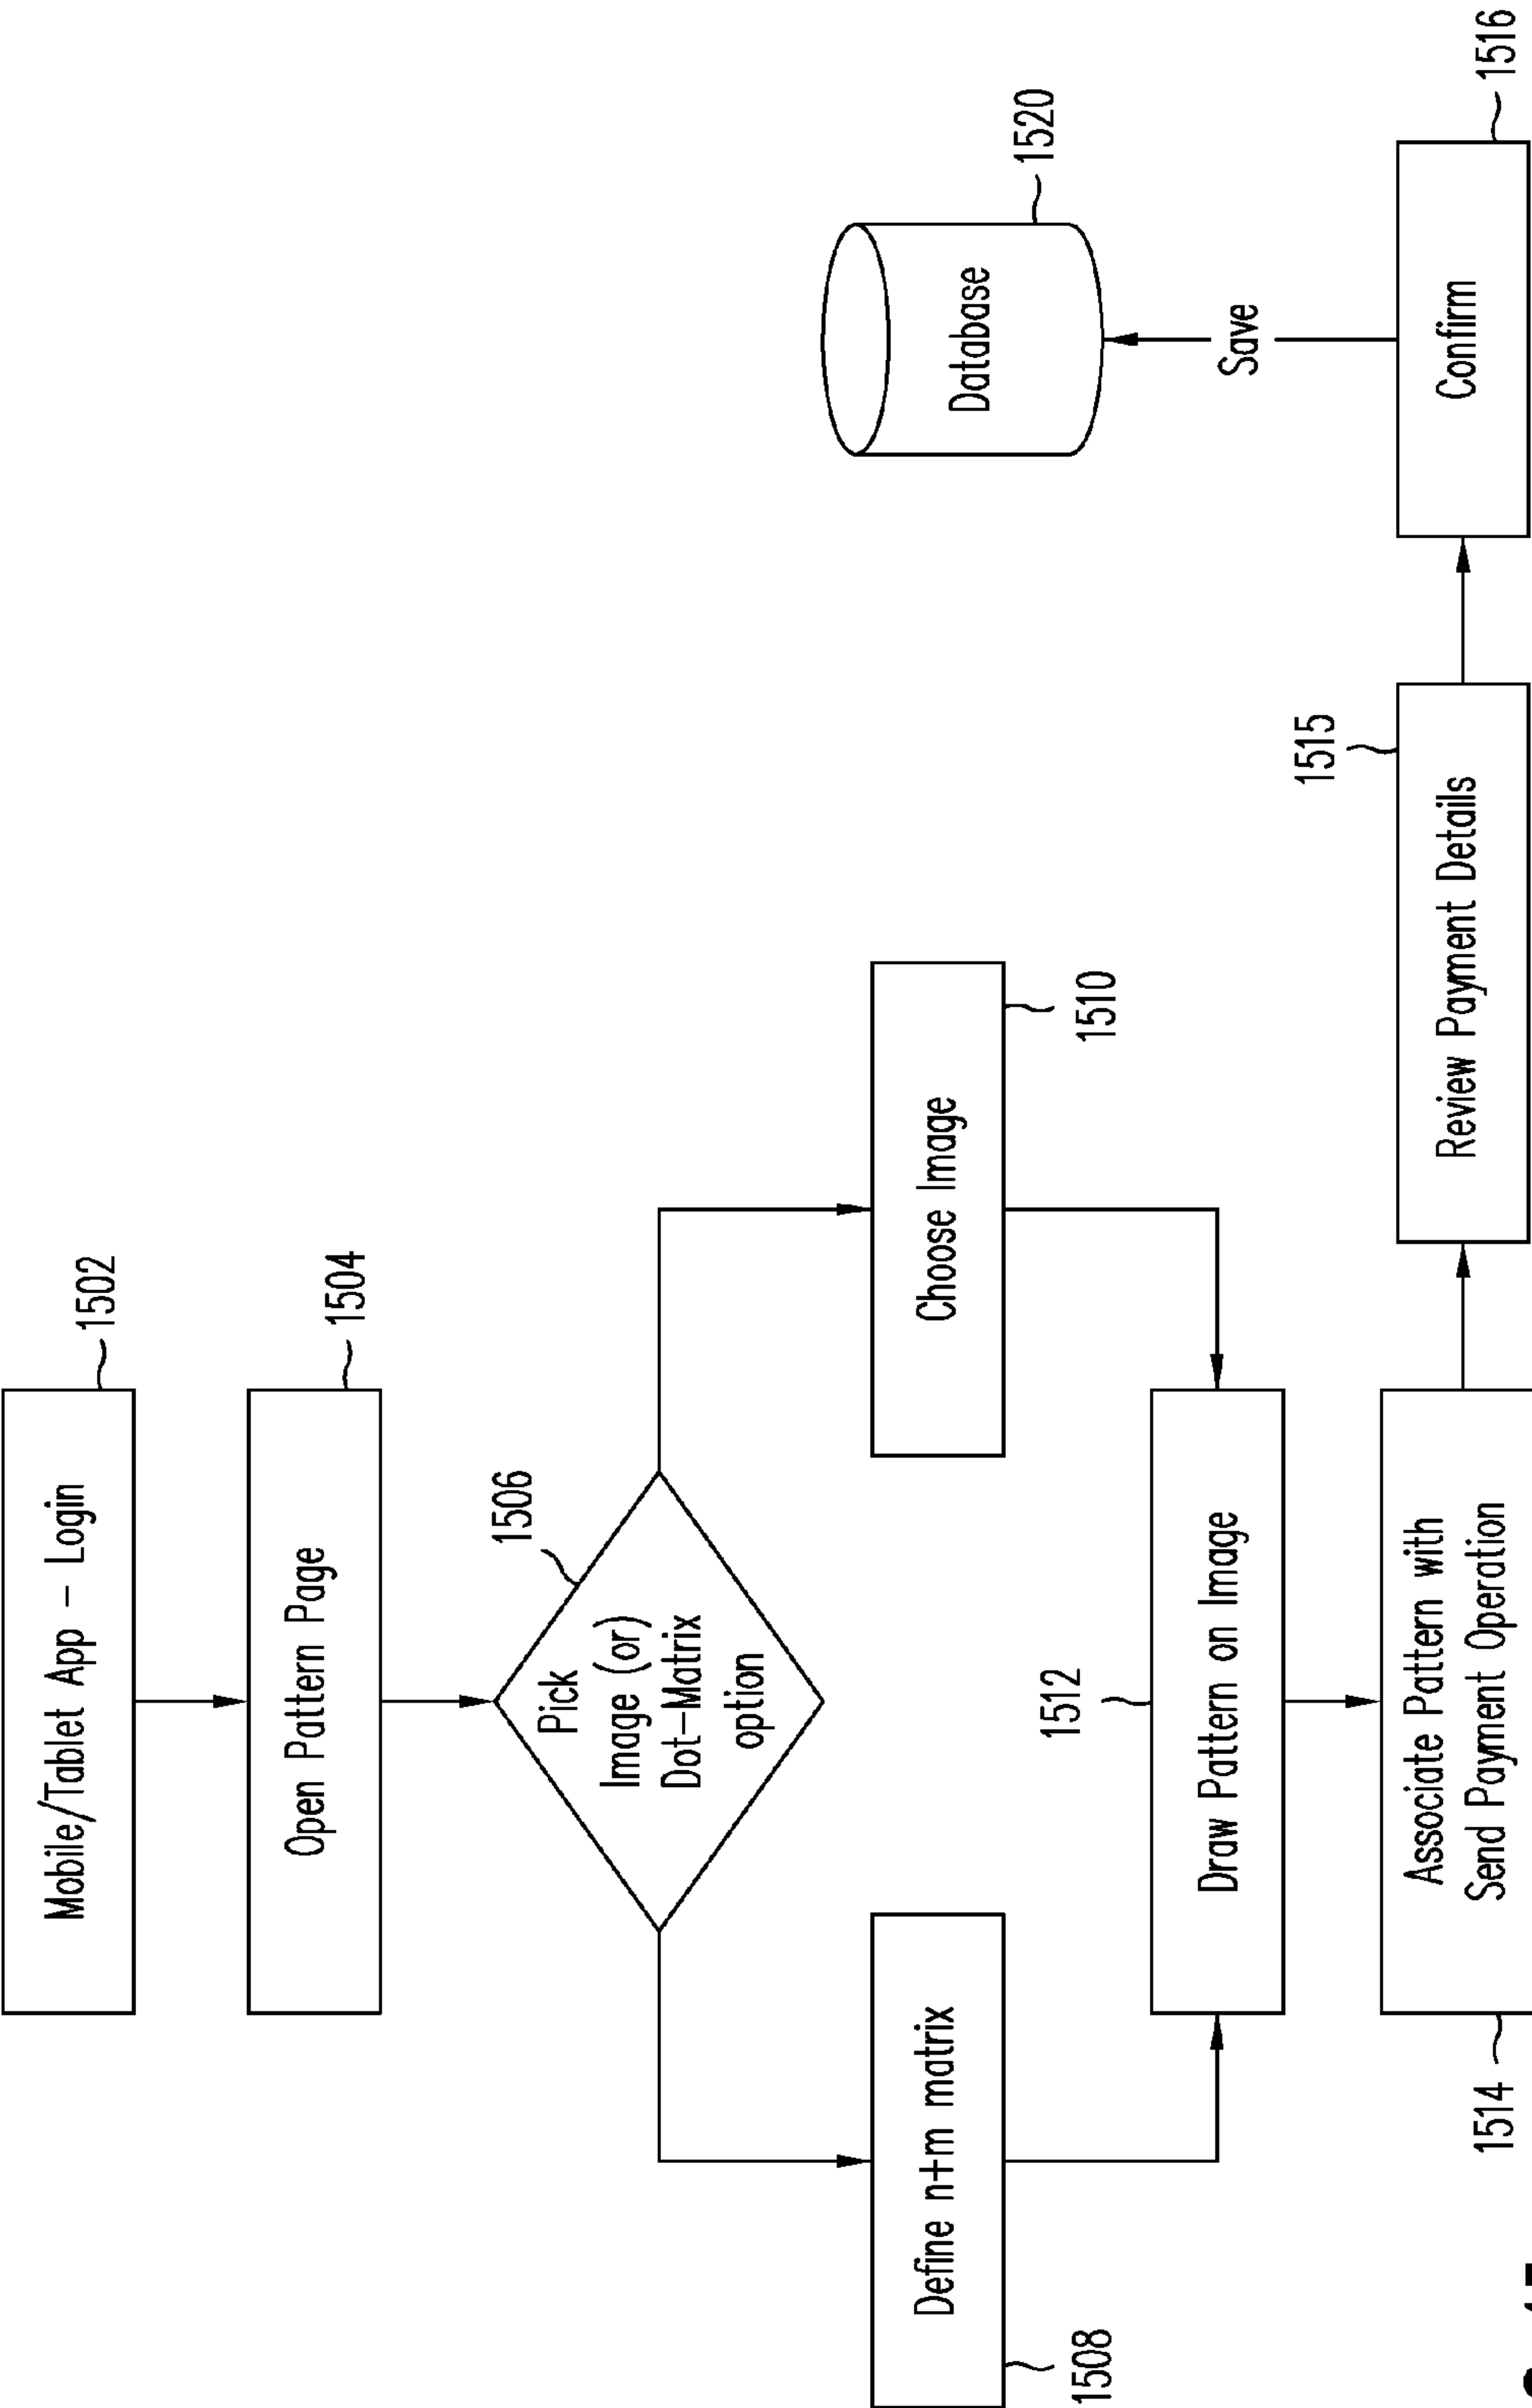 Mobile/Tablet App – Login
1502
Open Pattern Page
1504
1506
Pick
Image (or)
Dot–Matrix
option
Define n+m matrix
1508
Choose Image
1510
1512
Draw Pattern on Image
Associate Pattern with
Send Payment Operation
1514
Review Payment Details
1515
Confirm
1516
Save
Database
1520